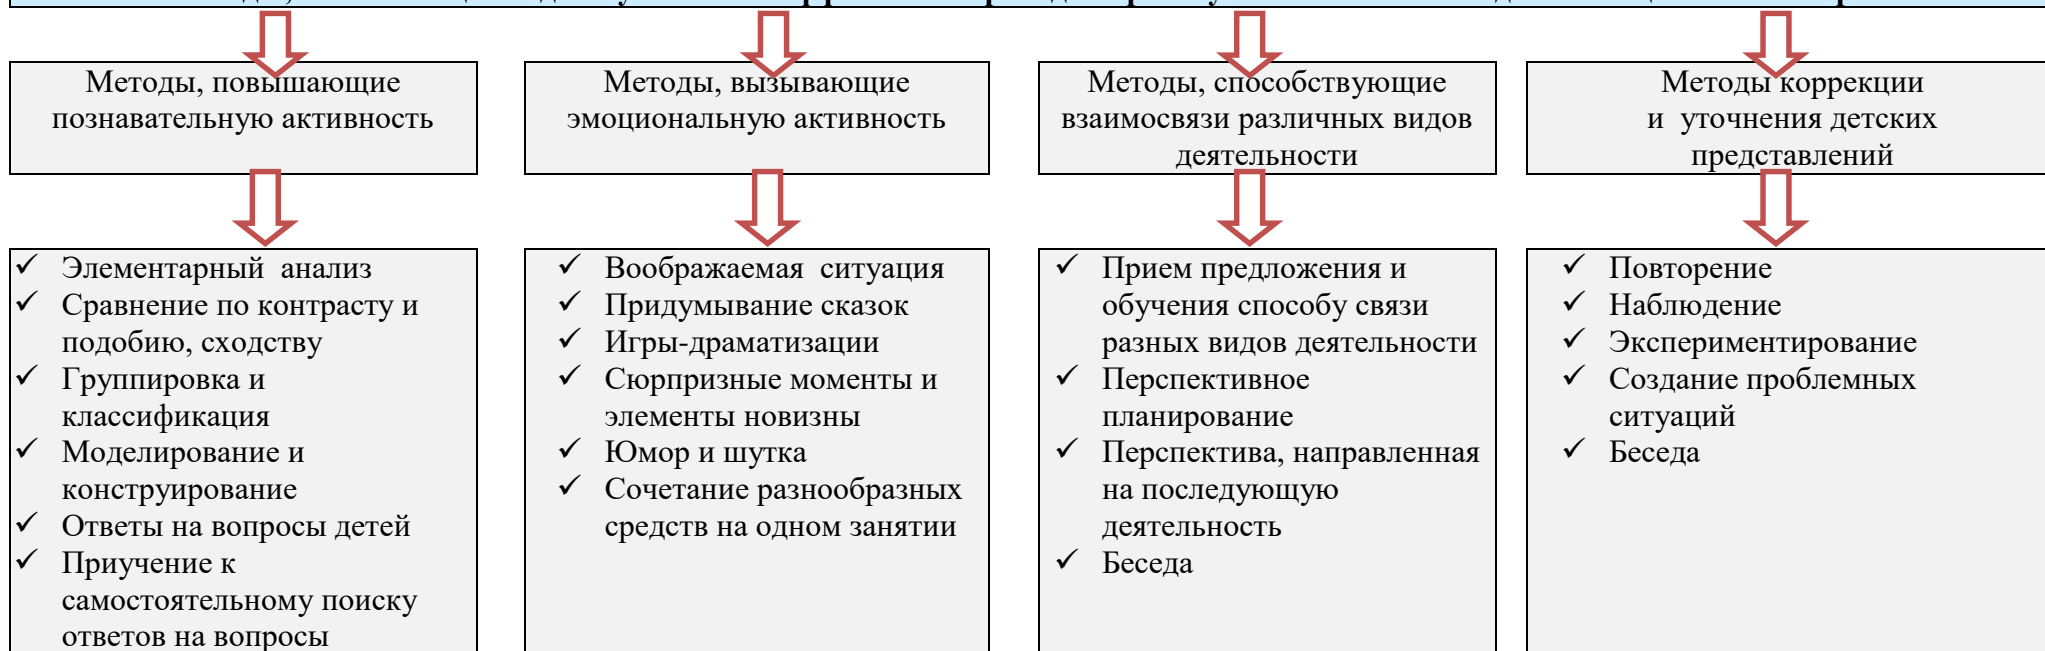 Методы, повышающие
познавательную активность
Элементарный анализ
Сравнение по контрасту и
подобию, сходству
Группировка и
классификация
Моделирование и
конструирование
Ответы на вопросы детей
Приучение к
самостоятельному поиску
ответов на вопросы
Методы, вызывающие
эмоциональную активность
Воображаемая ситуация
Придумывание сказок
Игры-драматизации
Сюрпризные моменты и
элементы новизны
Юмор и шутка
Сочетание разнообразных
средств на одном занятии
Методы, способствующие
взаимосвязи различных видов
деятельности
Прием предложения и
обучения способу связи
разных видов деятельности
Перспективное
планирование
Перспектива, направленная
на последующую
деятельность
Беседа
Методы коррекции
и уточнения детских
представлений
Повторение
Наблюдение
Экспериментирование
Создание проблемных
ситуаций
Беседа